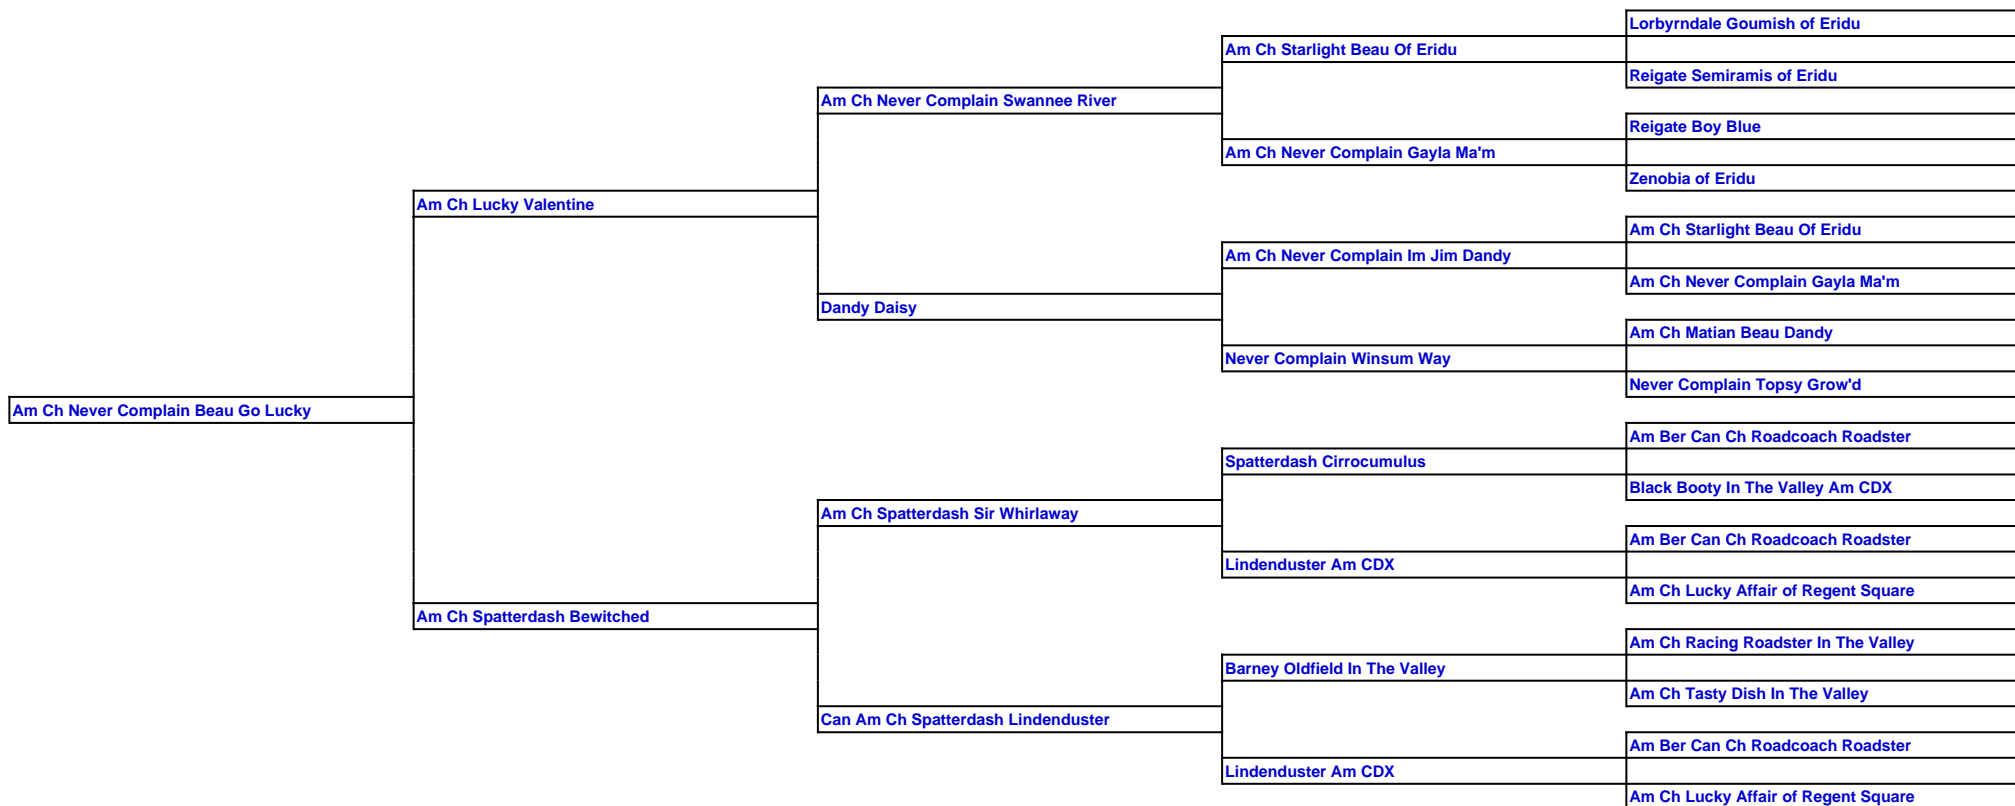 Lorbyrndale Goumish of Eridu
Am Ch Starlight Beau Of Eridu
Reigate Semiramis of Eridu
Am Ch Never Complain Swannee River
Reigate Boy Blue
Am Ch Never Complain Gayla Ma'm
Zenobia of Eridu
Am Ch Lucky Valentine
Am Ch Starlight Beau Of Eridu
Am Ch Never Complain Im Jim Dandy
Am Ch Never Complain Gayla Ma'm
Dandy Daisy
Am Ch Matian Beau Dandy
Never Complain Winsum Way
Never Complain Topsy Grow'd
Am Ch Never Complain Beau Go Lucky
Am Ber Can Ch Roadcoach Roadster
Spatterdash Cirrocumulus
Black Booty In The Valley Am CDX
Am Ch Spatterdash Sir Whirlaway
Am Ber Can Ch Roadcoach Roadster
Lindenduster Am CDX
Am Ch Lucky Affair of Regent Square
Am Ch Spatterdash Bewitched
Am Ch Racing Roadster In The Valley
Barney Oldfield In The Valley
Am Ch Tasty Dish In The Valley
Can Am Ch Spatterdash Lindenduster
Am Ber Can Ch Roadcoach Roadster
Lindenduster Am CDX
Am Ch Lucky Affair of Regent Square